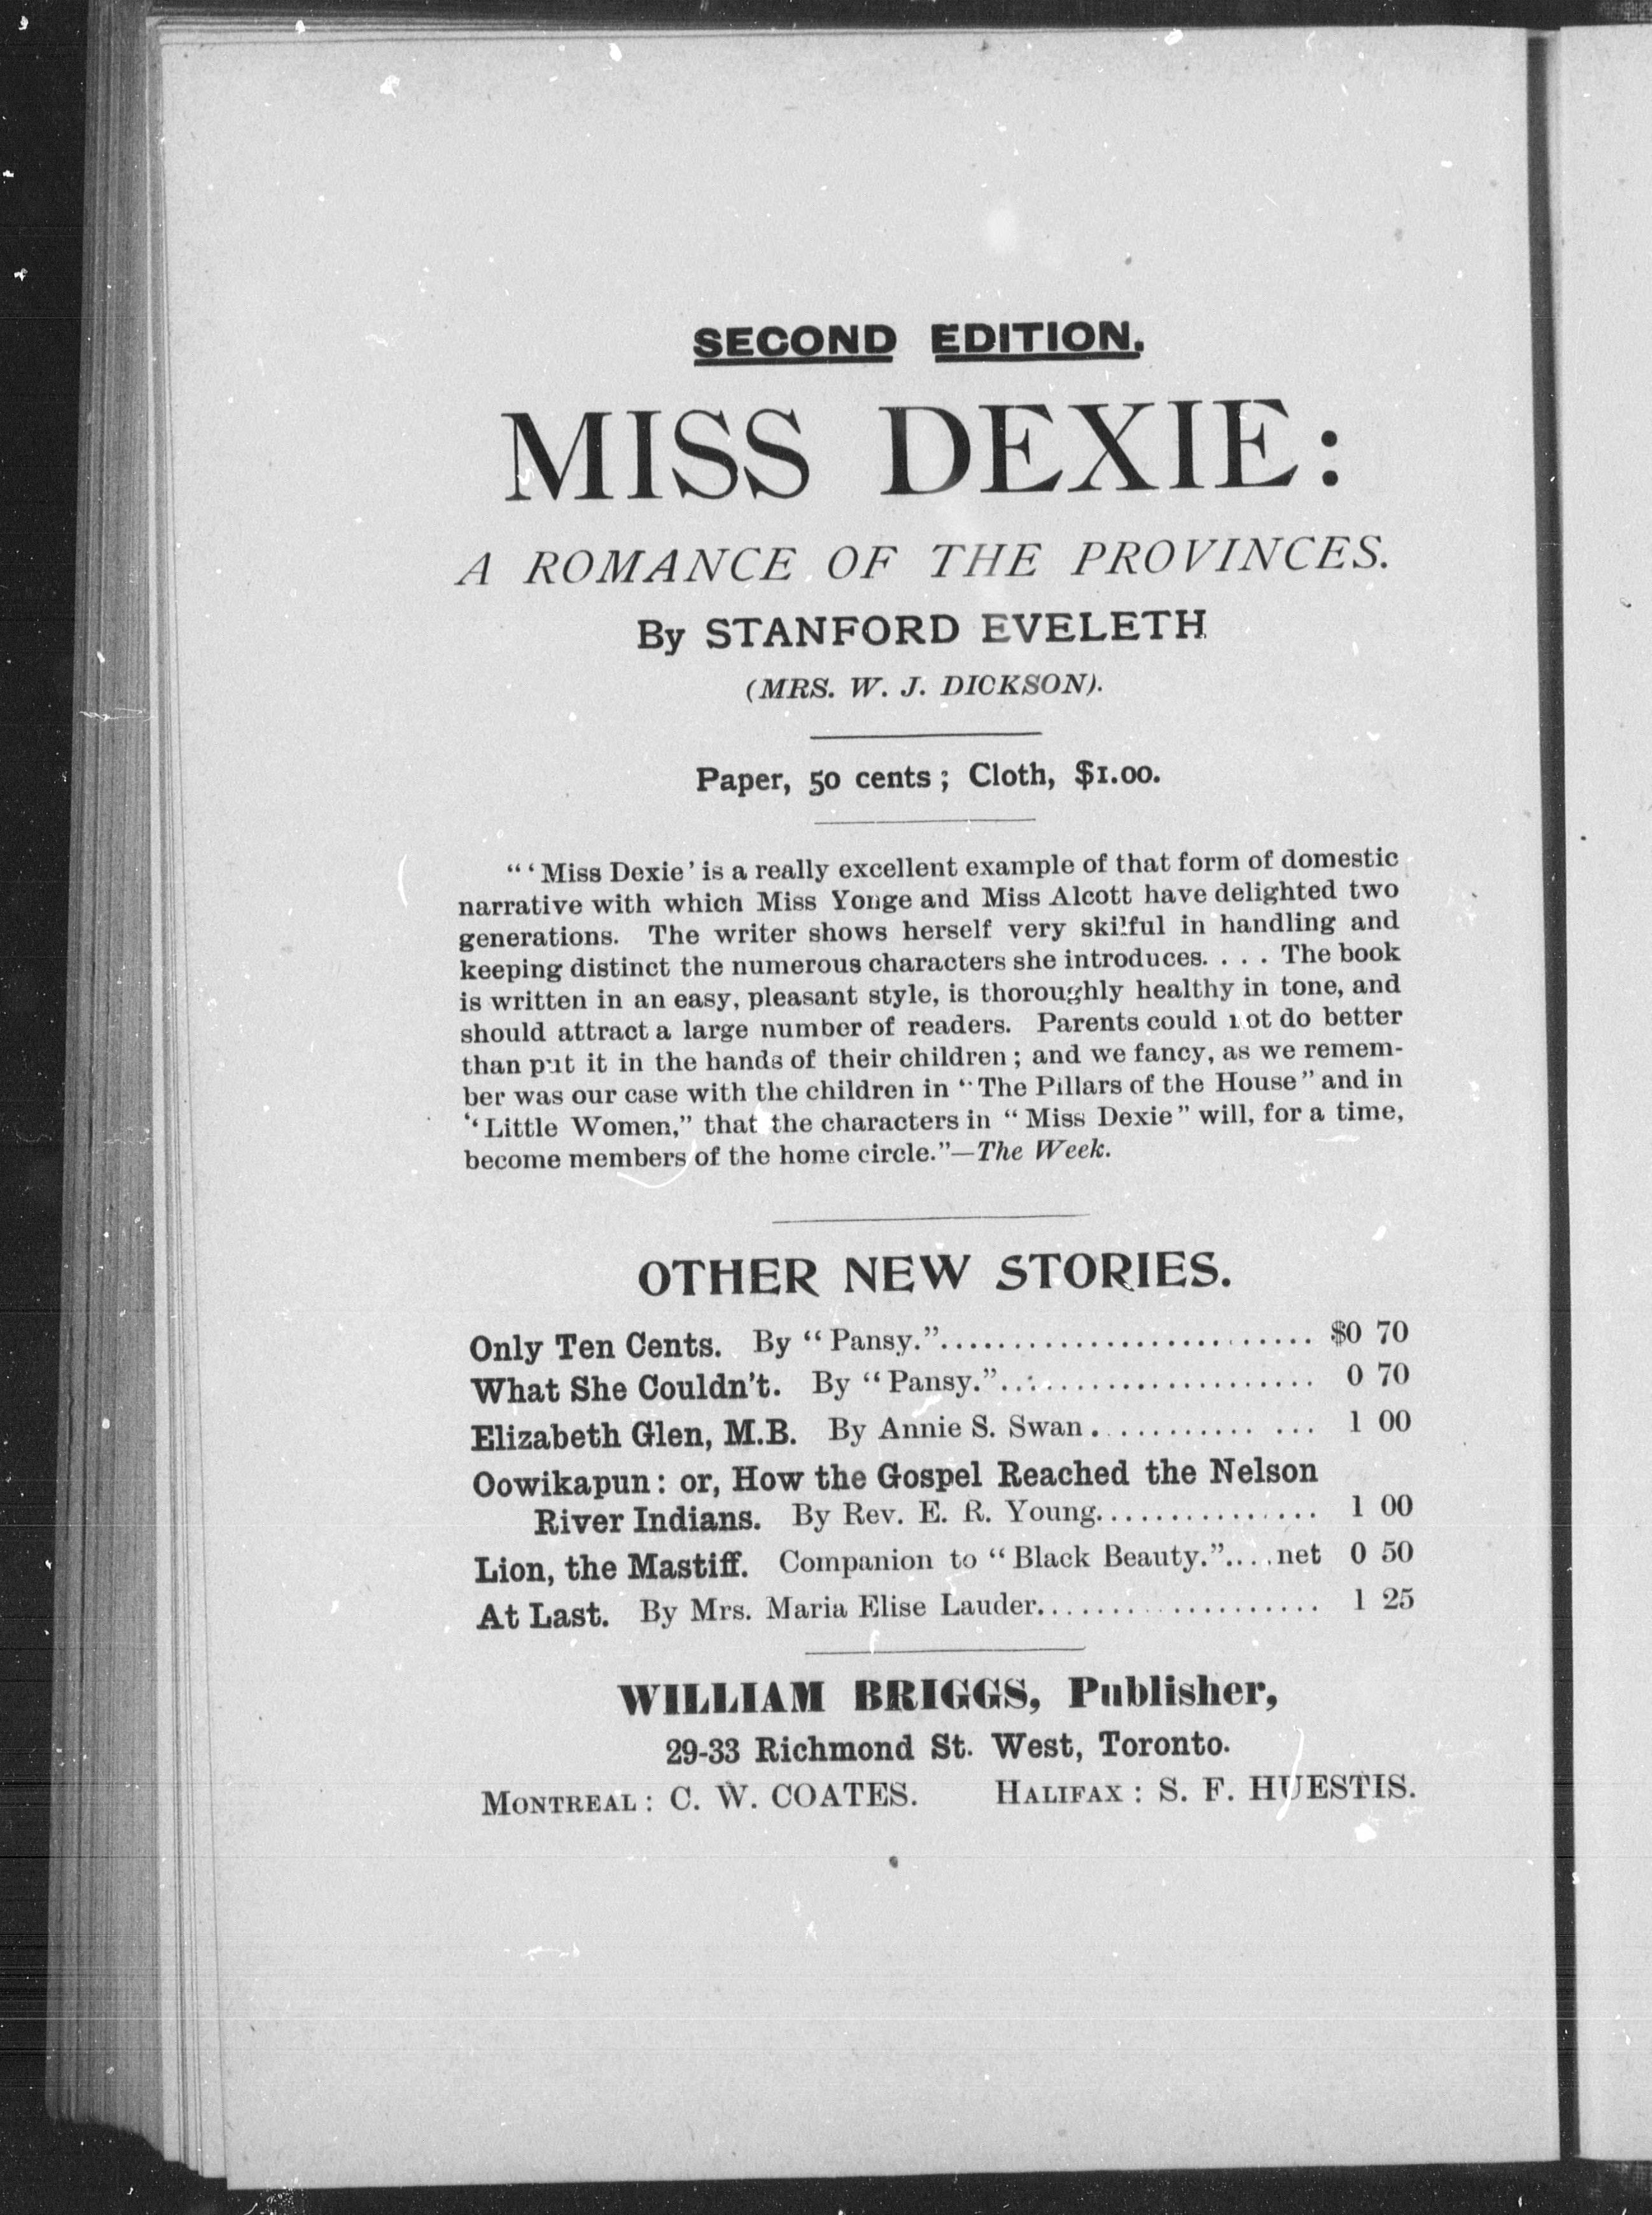 SECOND EDITION.
MISS DEXIE:
A ROMANCE OF THE PROVINCES.
By STANFORD EVELETH
(MRS. W. J. DICKSON).
Paper, 50 cents; Cloth, $1.00.
"'Miss Dexie' is a really excellent example of that form of domestic
narrative with which Miss Yonge and Miss Alcott have delighted two
generations. The writer shows herself very skilful in handling and
keeping distinct the numerous characters she introduces. . . . The book
is written in an easy, pleasant style, is thoroughly healthy in tone, and
should attract a large number of readers. Parents could not do better
than put it in the hands of their children; and we fancy, as we remem-
ber was our case with the children in "The Pillars of the House" and in
"Little Women," that the characters in "Miss Dexie" will, for a time,
become members of the home circle."—The Week.
OTHER NEW STORIES.
Only Ten Cents. By "Pansy."........................... $0 70
What She Couldn't. By "Pansy."....................... 0 70
Elizabeth Glen, M.B. By Annie S. Swan............... 1 00
Oowikapun: or, How the Gospel Reached the Nelson
River Indians. By Rev. E. R. Young............... 1 00
Lion, the Mastiff. Companion to "Black Beauty."....net 0 50
At Last. By Mrs. Maria Elise Lauder................... 1 25
WILLIAM BRIGGS, Publisher,
29-33 Richmond St. West, Toronto.
MONTREAL: C. W. COATES. HALIFAX: S. F. HUESTIS.